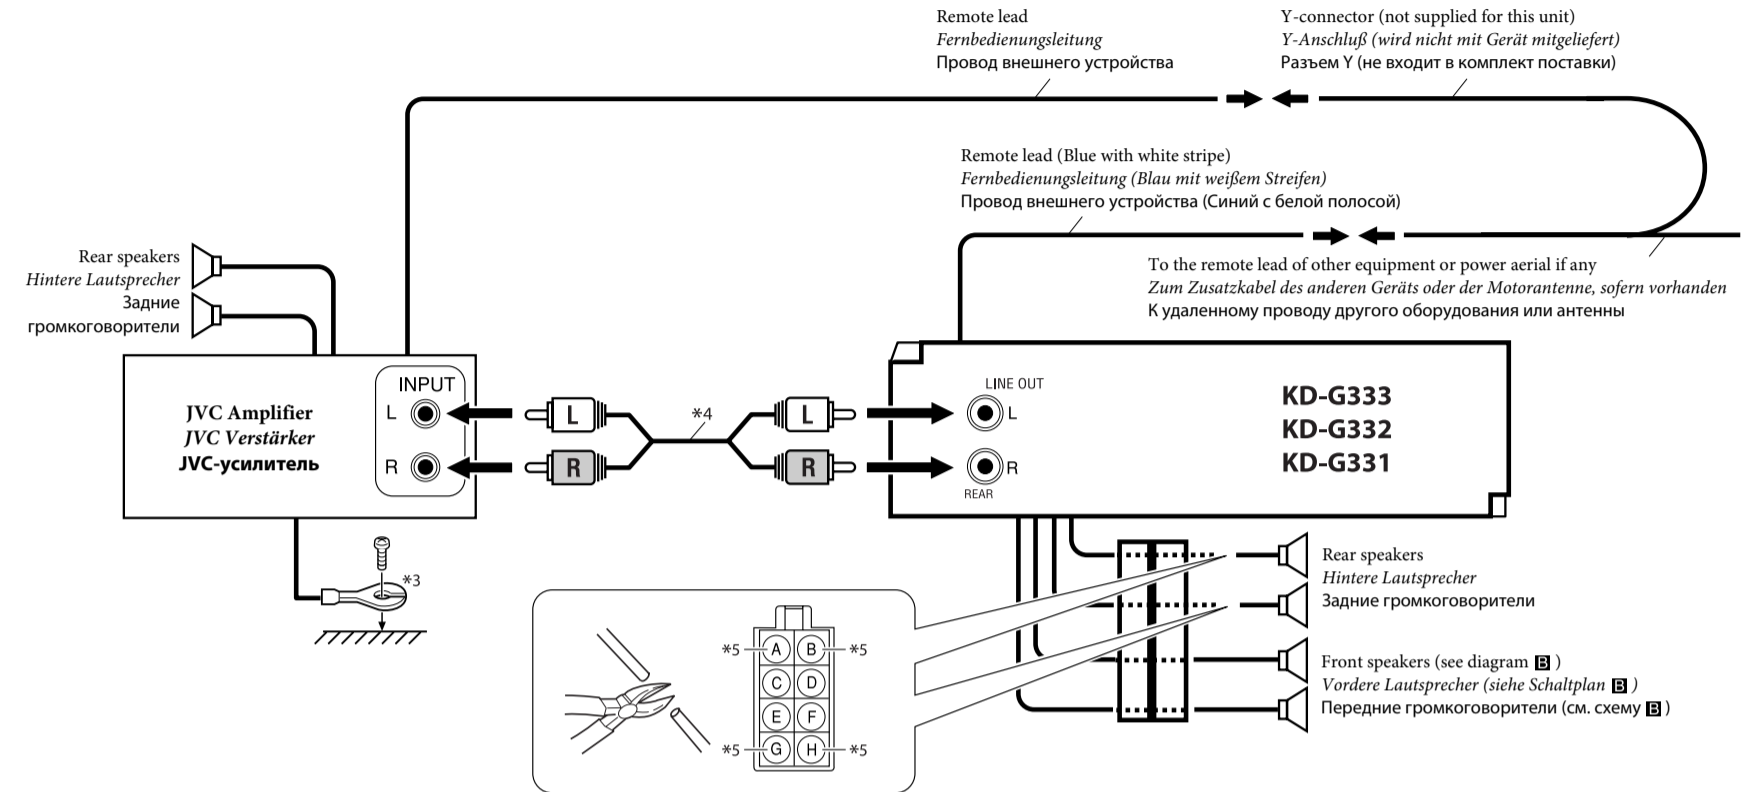 Remote lead
Fernbedienungsleitung
Провод внешнего устройства
Y-connector (not supplied for this unit)
Y-Anschluß (wird nicht mit Gerät mitgeliefert)
Разъем Y (не входит в комплект поставки)
Remote lead (Blue with white stripe)
Fernbedienungsleitung (Blau mit weißem Streifen)
Провод внешнего устройства (Синий с белой полосой)
To the remote lead of other equipment or power aerial if any
Zum Zusatzkabel des anderen Geräts oder der Motorantenne, sofern vorhanden
К удаленному проводу другого оборудования или антенны
Rear speakers
Hintere Lautsprecher
Задние
громкоговорители
JVC Amplifier
JVC Verstärker
JVC-усилитель
INPUT
L
R
*3
L
R
*4
L
R
LINE OUT
L
R
REAR
KD-G333
KD-G332
KD-G331
*5 A B *5
C D
E F
*5 G H *5
Rear speakers
Hintere Lautsprecher
Задние громкоговорители
Front speakers (see diagram B )
Vordere Lautsprecher (siehe Schaltplan B )
Передние громкоговорители (см. схему B )